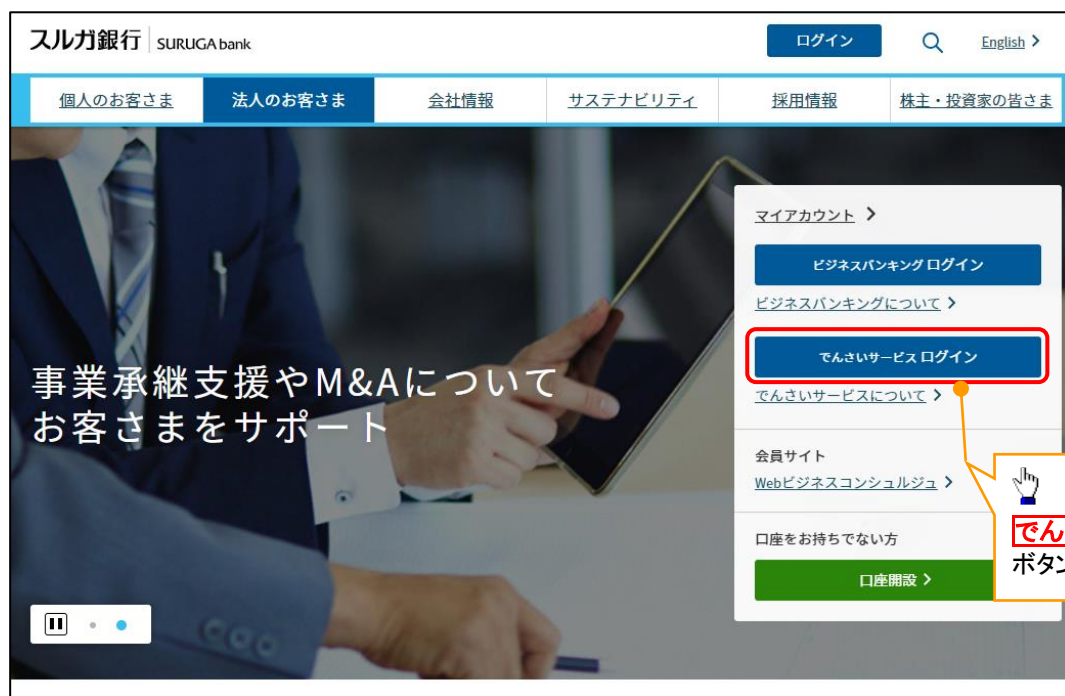 スルガ銀行 SURUGA bank
ログイン
English
個人のお客さま
法人のお客さま
会社情報
サステナビリティ
採用情報
株主・投資家の皆さま
事業承継支援やM&Aについて
お客さまをサポート
マイアカウント
ビジネスバンキング ログイン
ビジネスバンキングについて
でんさいサービス ログイン
でんさいサービスについて
会員サイト
Webビジネスコンシェルジュ
口座をお持ちでない方
口座開設
でん
ボタン